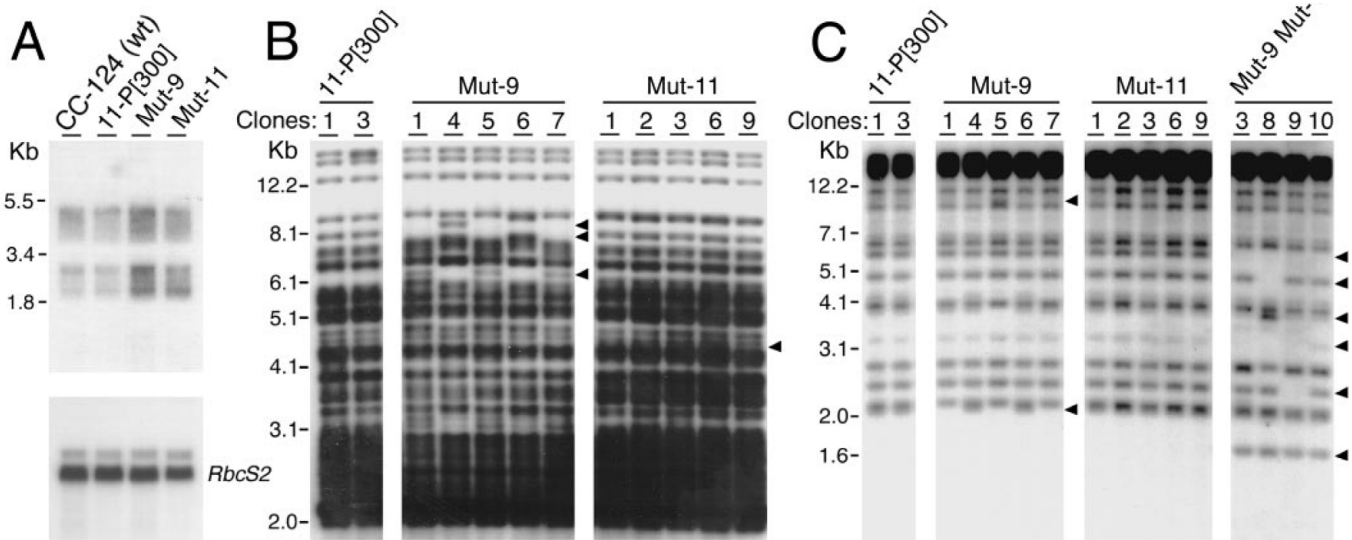 A
CC-124 (wt)
11-P[300]
Mut-9
Mut-11
Kb
5.5
3.4
1.8
RbcS2
B
11-P[300]
Mut-9
Mut-11
Clones: 1 3 1 4 5 6 7 1 2 3 6 9
Kb
12.2
8.1
6.1
5.1
4.1
3.1
2.0
C
11-P[300]
Mut-9
Mut-11
Mut-9 Mut-
Clones: 1 3 1 4 5 6 7 1 2 3 6 9 3 8 9 10
Kb
12.2
7.1
5.1
4.1
3.1
2.0
1.6